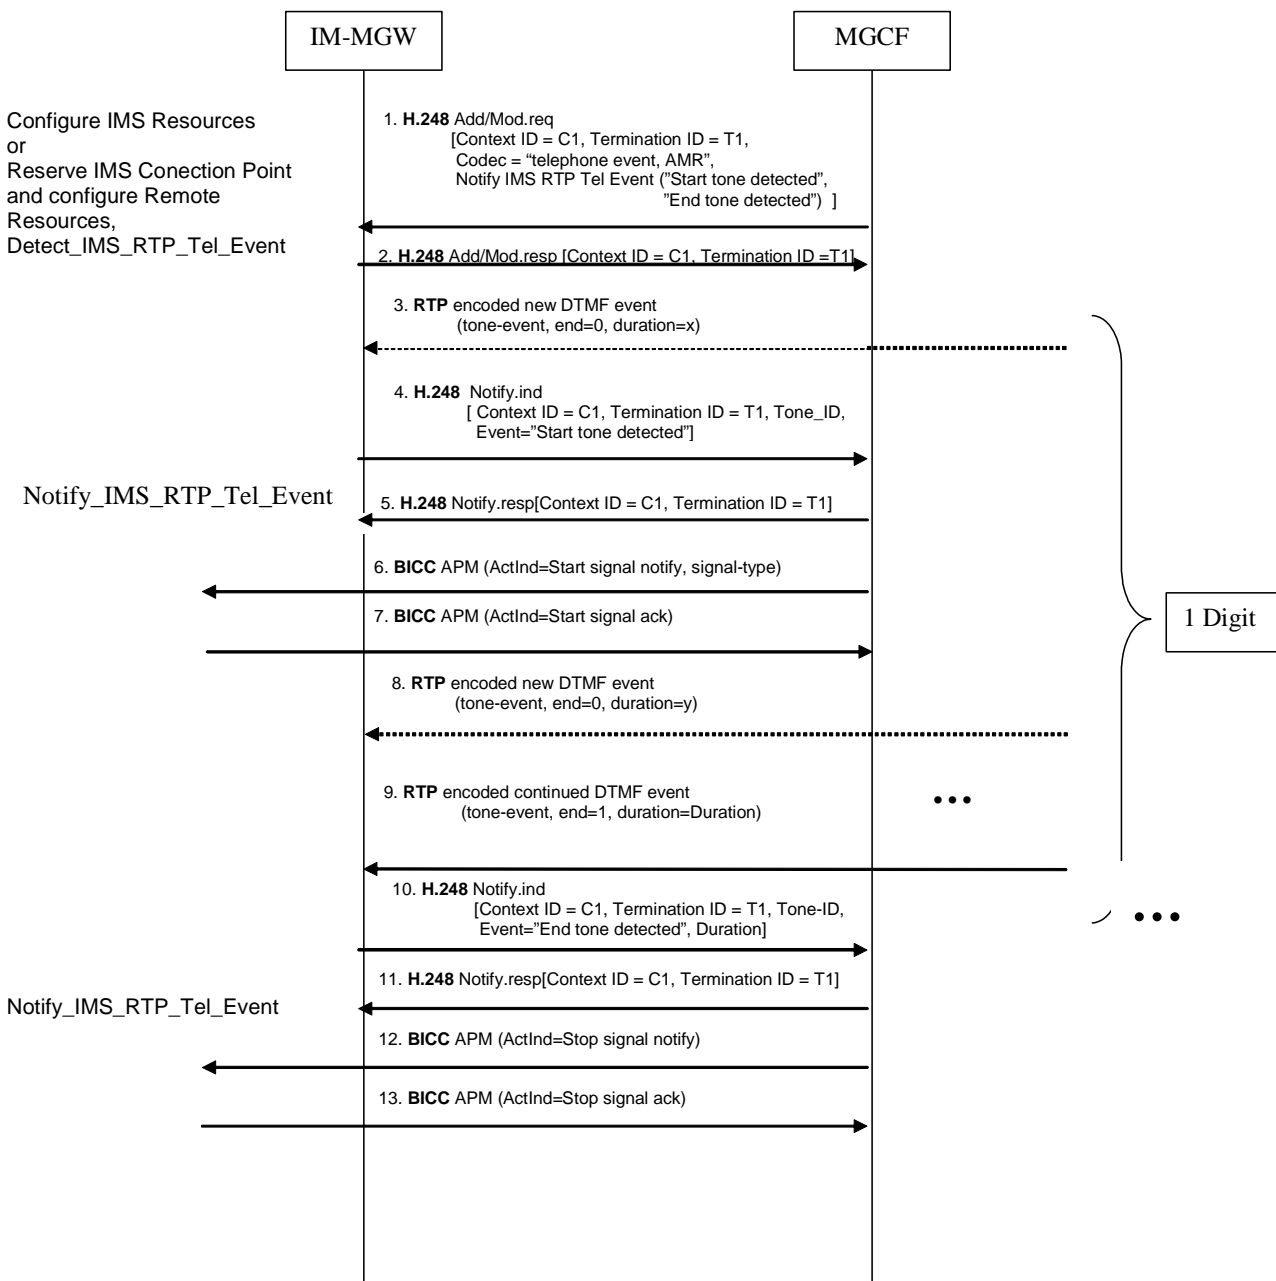 IM-MGW
MGCF
Configure IMS Resources
or
Reserve IMS Conection Point
and configure Remote
Resources,
Detect_IMS_RTP_Tel_Event
1. H.248 Add/Mod.req
[Context ID = C1, Termination ID = T1,
Codec = “telephone event, AMR”,
Notify IMS RTP Tel Event (”Start tone detected”,
”End tone detected”) ]
2. H.248 Add/Mod.resp [Context ID = C1, Termination ID =T1]
3. RTP encoded new DTMF event
(tone-event, end=0, duration=x)
4. H.248 Notify.ind
[ Context ID = C1, Termination ID = T1, Tone_ID,
Event=”Start tone detected”]
Notify_IMS_RTP_Tel_Event
5. H.248 Notify.resp[Context ID = C1, Termination ID = T1]
6. BICC APM (ActInd=Start signal notify, signal-type)
7. BICC APM (ActInd=Start signal ack)
1 Digit
8. RTP encoded new DTMF event
(tone-event, end=0, duration=y)
9. RTP encoded continued DTMF event
(tone-event, end=1, duration=Duration)
•••
10. H.248 Notify.ind
[Context ID = C1, Termination ID = T1, Tone-ID,
Event=”End tone detected”, Duration]
•••
11. H.248 Notify.resp[Context ID = C1, Termination ID = T1]
Notify_IMS_RTP_Tel_Event
12. BICC APM (ActInd=Stop signal notify)
13. BICC APM (ActInd=Stop signal ack)